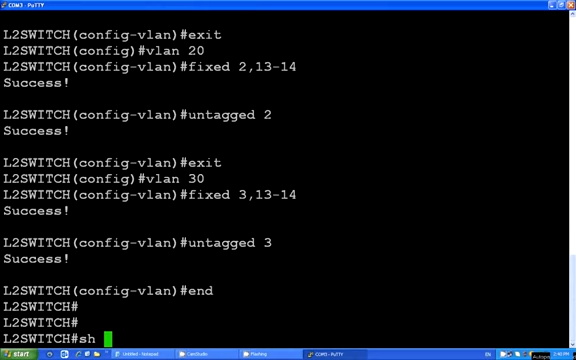 COM3 - PuTTY
L2SWITCH(config-vlan)#exit
L2SWITCH(config)#vlan 20
L2SWITCH(config-vlan)#fixed 2,13-14
Success!
L2SWITCH(config-vlan)#untagged 2
Success!
L2SWITCH(config-vlan)#exit
L2SWITCH(config)#vlan 30
L2SWITCH(config-vlan)#fixed 3,13-14
Success!
L2SWITCH(config-vlan)#untagged 3
Success!
L2SWITCH(config-vlan)#end
L2SWITCH#
L2SWITCH#
L2SWITCH#sh
start Untitled - Notepad CamStudio Flashing COM3 - PuTTY EN 2:40 PM